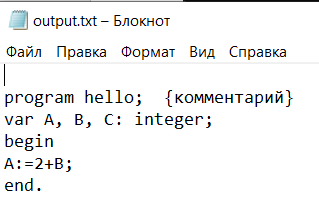 output.txt – Блокнот
Файл Правка Формат Вид Справка
program hello;  {комментарий}
var A, B, C: integer;
begin
A:=2+B;
end.